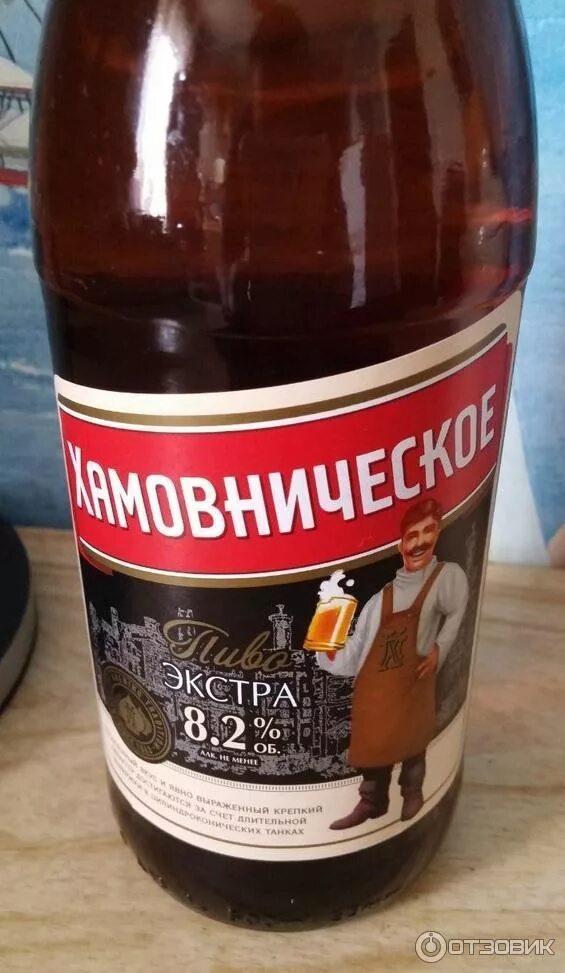 ХАМОВНИЧЕСКОЕ
Пиво
ЭКСТРА
8.2% ОБ.
АЛК. НЕ МЕНЕЕ
ВКУС И ЯВНО ВЫРАЖЕННЫЙ КРЕПКИЙ
ДОСТИГАЮТСЯ ЗА СЧЕТ ДЛИТЕЛЬНОЙ
В ЦИЛИНДРОКОНИЧЕСКИХ ТАНКАХ
ОТЗОВИК